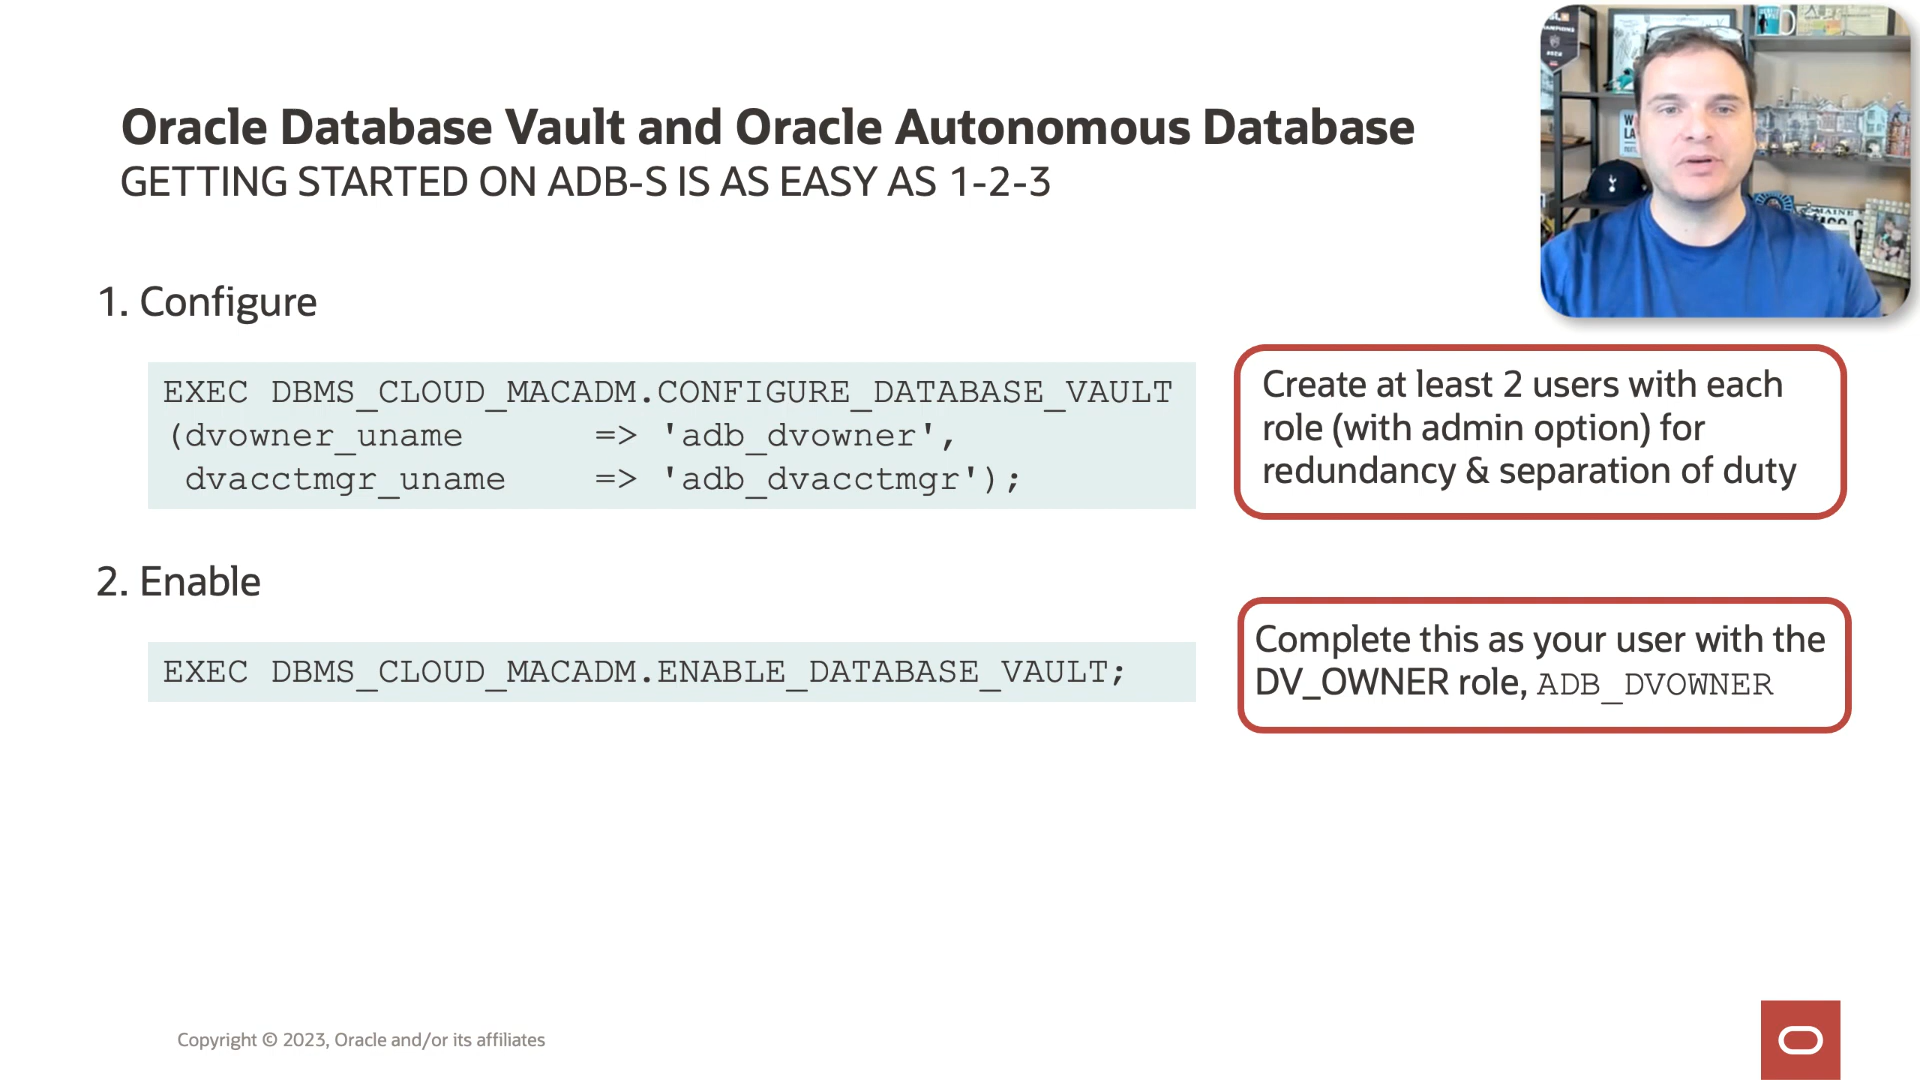 Oracle Database Vault and Oracle Autonomous Database
GETTING STARTED ON ADB-S IS AS EASY AS 1-2-3
1. Configure
EXEC DBMS_CLOUD_MACADM.CONFIGURE_DATABASE_VAULT
(dvowner_uname => 'adb_dvowner',
dvacctmgr_uname => 'adb_dvacctmgr');
Create at least 2 users with each
role (with admin option) for
redundancy & separation of duty
2. Enable
EXEC DBMS_CLOUD_MACADM.ENABLE_DATABASE_VAULT;
Complete this as your user with the
DV_OWNER role, ADB_DVOWNER
Copyright © 2023, Oracle and/or its affiliates